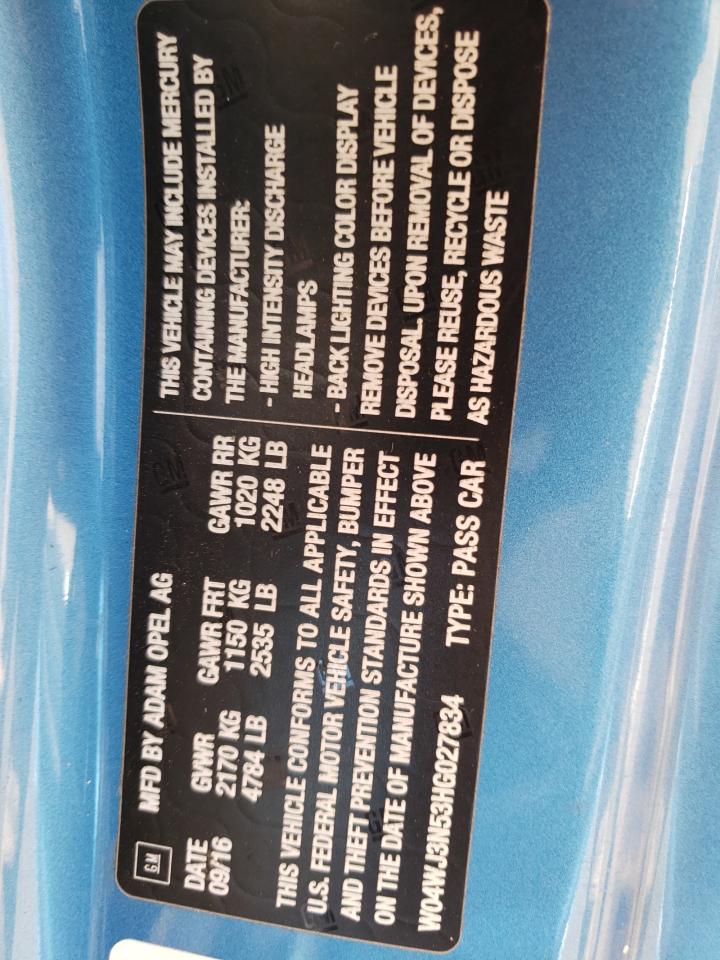 GM
MFD BY ADAM OPEL AG
DATE GVWR GAWR FRT GAWR RR
09/16 2170 KG 1150 KG 1020 KG
4784 LB 2535 LB 2248 LB
THIS VEHICLE CONFORMS TO ALL APPLICABLE
U.S. FEDERAL MOTOR VEHICLE SAFETY, BUMPER
AND THEFT PREVENTION STANDARDS IN EFFECT
ON THE DATE OF MANUFACTURE SHOWN ABOVE
W04WJ3N53HG027834 TYPE: PASS CAR
THIS VEHICLE MAY INCLUDE MERCURY
CONTAINING DEVICES INSTALLED BY
THE MANUFACTURER:
- HIGH INTENSITY DISCHARGE
HEADLAMPS
- BACK LIGHTING COLOR DISPLAY
REMOVE DEVICES BEFORE VEHICLE
DISPOSAL. UPON REMOVAL OF DEVICES,
PLEASE REUSE, RECYCLE OR DISPOSE
AS HAZARDOUS WASTE